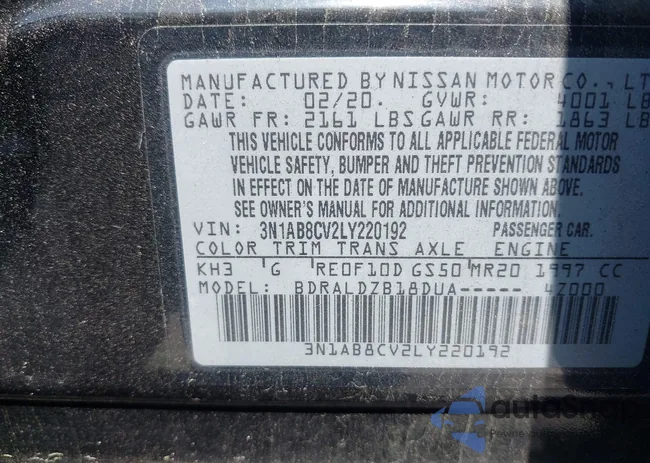 MANUFACTURED BY NISSAN MOTOR CO., LT
DATE: 02/20. GVWR: 4001 LB
GAWR FR: 2161 LBS GAWR RR: 1863 LB
THIS VEHICLE CONFORMS TO ALL APPLICABLE FEDERAL MOTOR
VEHICLE SAFETY, BUMPER AND THEFT PREVENTION STANDARDS
IN EFFECT ON THE DATE OF MANUFACTURE SHOWN ABOVE.
SEE OWNER'S MANUAL FOR ADDITIONAL INFORMATION.
VIN: 3N1AB8CV2LY220192 PASSENGER CAR.
COLOR TRIM TRANS AXLE ENGINE
KH3 G RE0F10D GS50 MR20 1997 CC
MODEL: BDRALDZB18DUA----- 4Z000
3N1AB8CV2LY220192